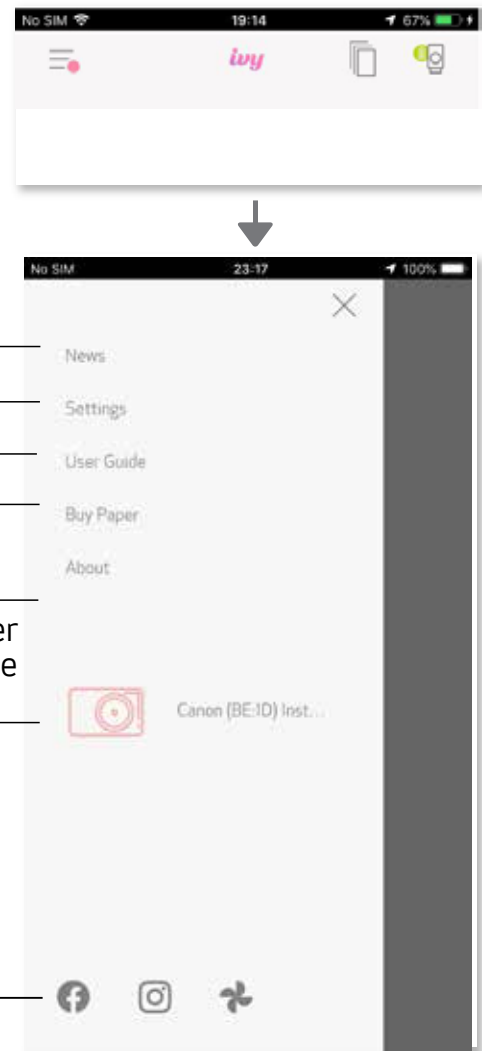 No SIM 19:14 67%
ivy
No SIM 23:17 100%
News
Settings
User Guide
Buy Paper
About
er
e
Canon (BE:1D) Inst...